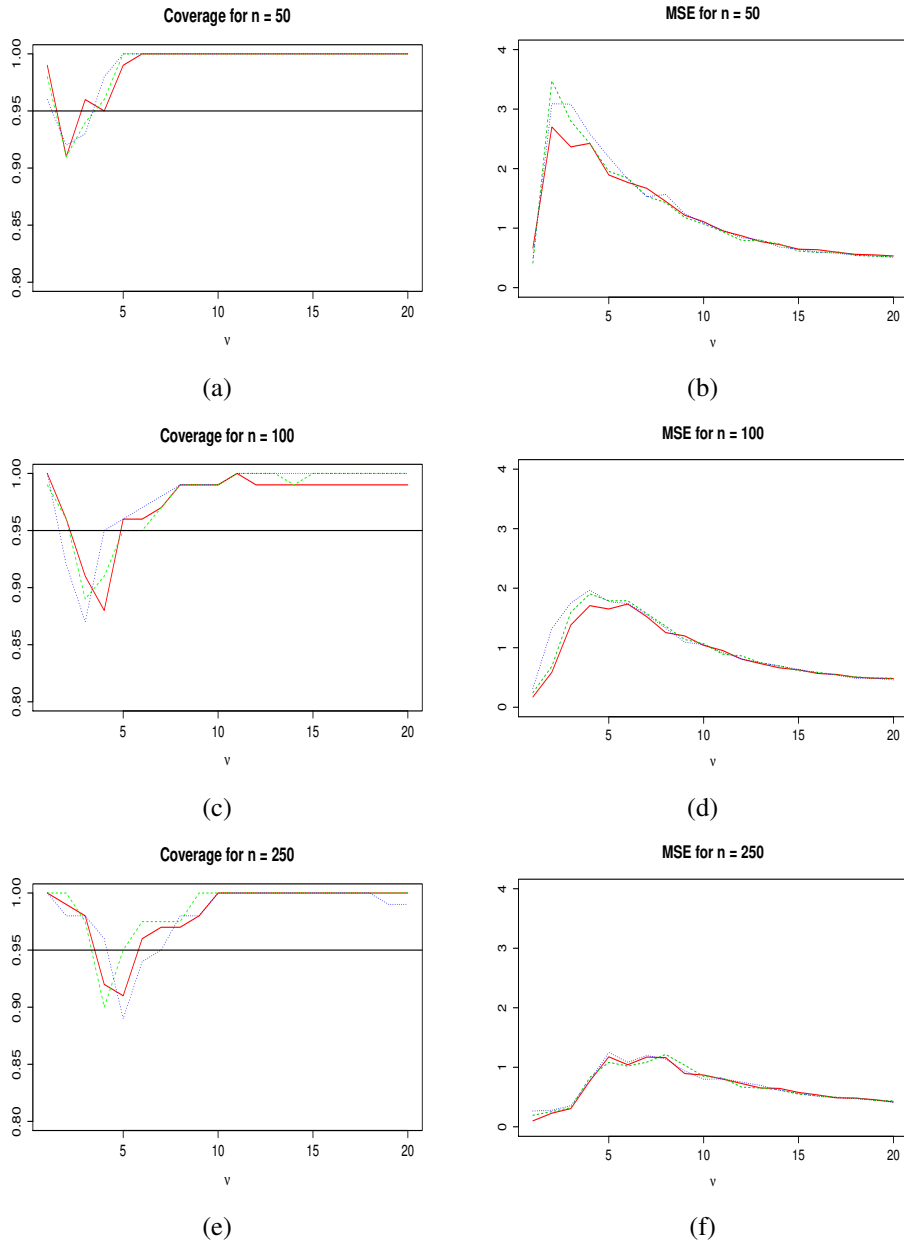 Coverage for n = 50
1.00
0.95
0.90
0.85
0.80
5 10 15 20
ν
(a)
MSE for n = 50
4
3
2
1
0
5 10 15 20
ν
(b)
Coverage for n = 100
1.00
0.95
0.90
0.85
0.80
5 10 15 20
ν
(c)
MSE for n = 100
4
3
2
1
0
5 10 15 20
ν
(d)
Coverage for n = 250
1.00
0.95
0.90
0.85
0.80
5 10 15 20
ν
(e)
MSE for n = 250
4
3
2
1
0
5 10 15 20
ν
(f)